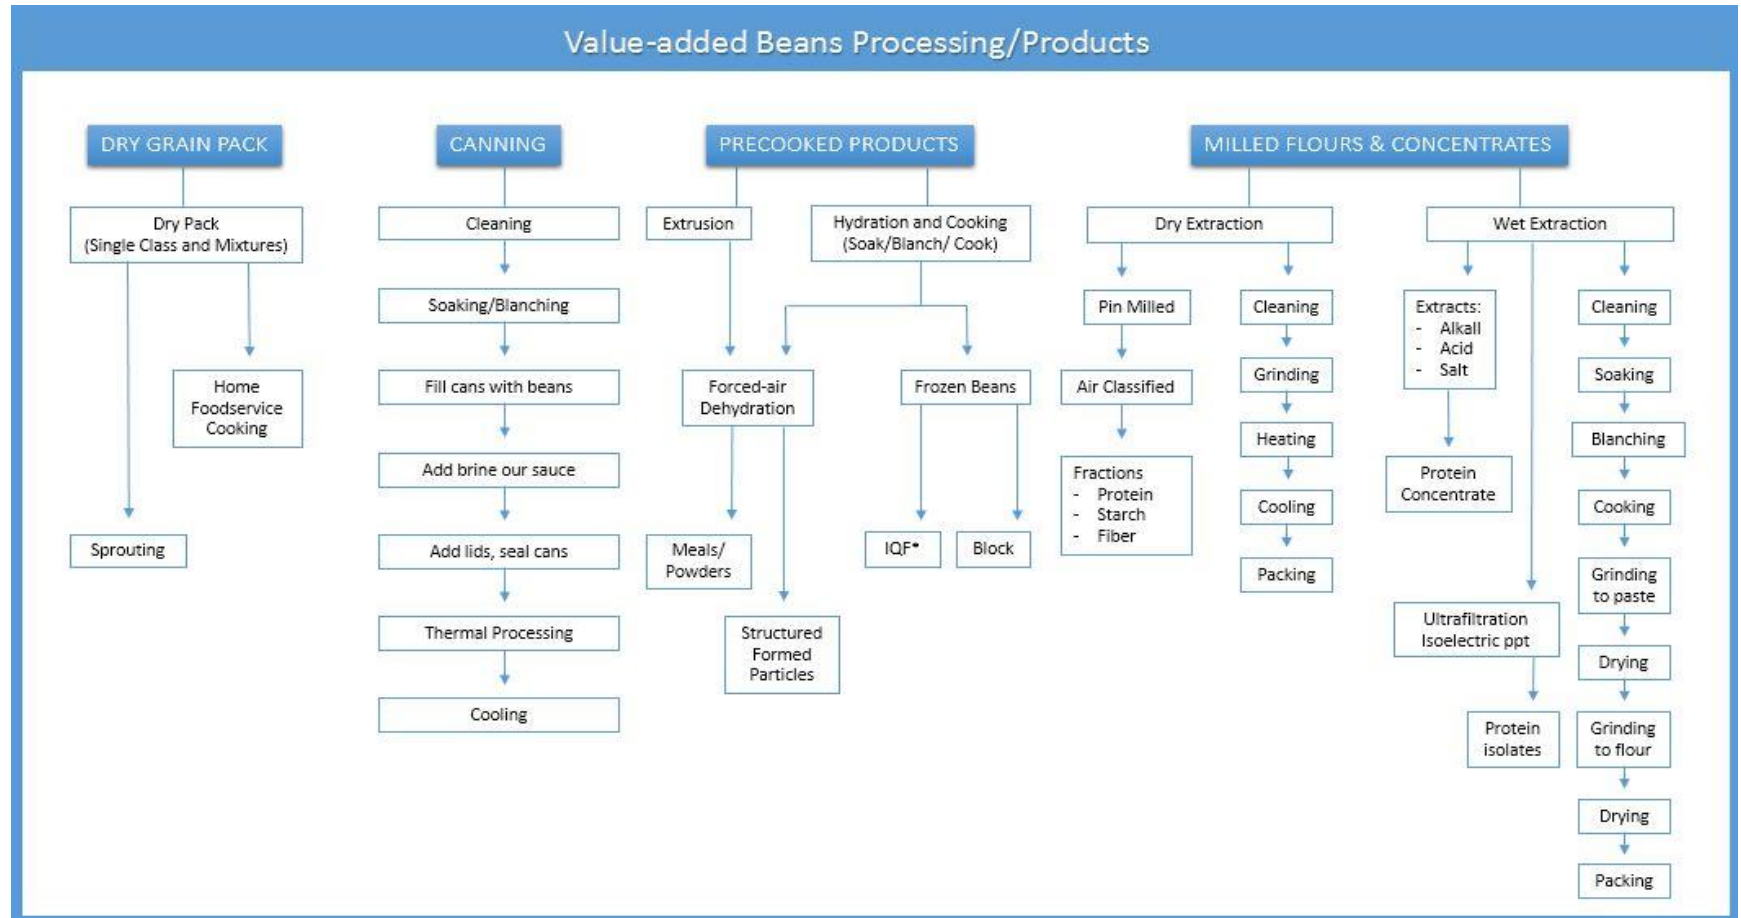 Value-added Beans Processing/Products
DRY GRAIN PACK
Dry Pack
(Single Class and Mixtures)
Home
Foodservice
Cooking
Sprouting
CANNING
Cleaning
Soaking/Blanching
Fill cans with beans
Add brine our sauce
Add lids, seal cans
Thermal Processing
Cooling
PRECOOKED PRODUCTS
Extrusion
Hydration and Cooking
(Soak/Blanch/ Cook)
Forced-air
Dehydration
Frozen Beans
Meals/
Powders
Structured
Formed
Particles
IQF*
Block
MILLED FLOURS & CONCENTRATES
Dry Extraction
Pin Milled
Air Classified
Fractions
- Protein
- Starch
- Fiber
Cleaning
Grinding
Heating
Cooling
Packing
Wet Extraction
Extracts:
- Alkall
- Acid
- Salt
Protein
Concentrate
Ultrafiltration
Isoelectric ppt
Protein
isolates
Cleaning
Soaking
Blanching
Cooking
Grinding
to paste
Drying
Grinding
to flour
Drying
Packing